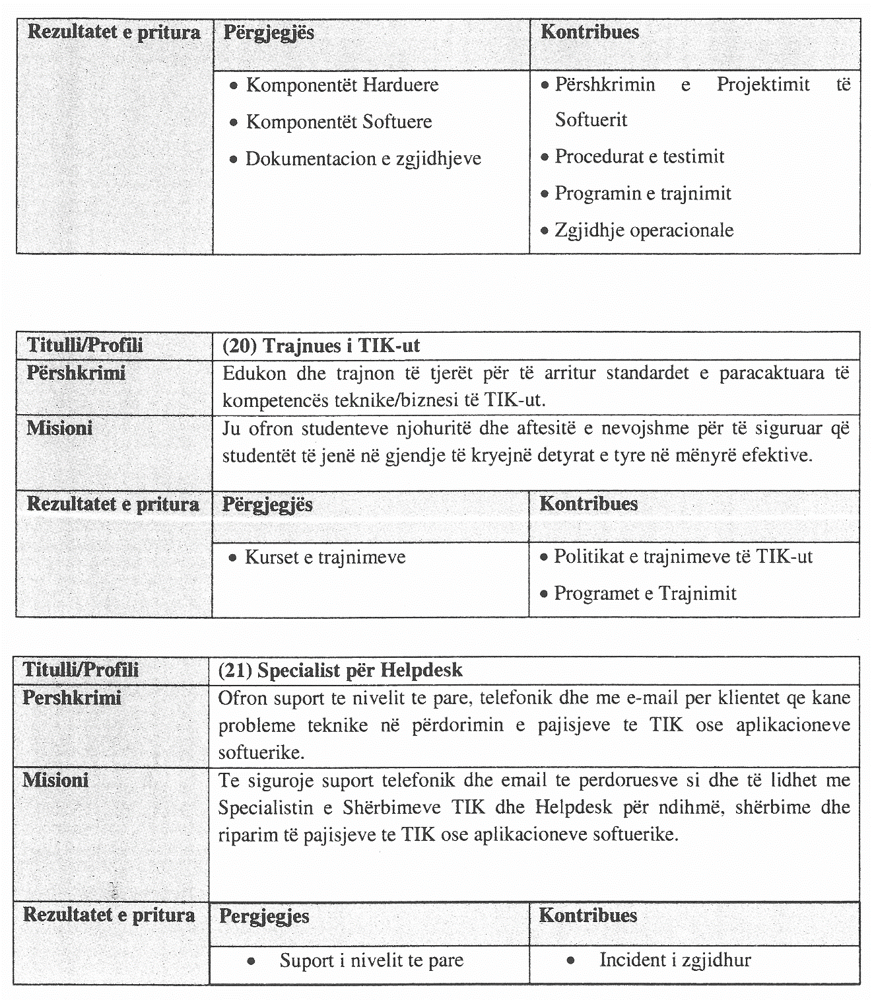 Rezultatet e pritura Përgjegjës Kontribues
• Komponentët Harduere
• Komponentët Softuere
• Dokumentacion e zgjidhjeve
• Përshkrimin e Projektimit të
Softuerit
• Procedurat e testimit
• Programin e trajnimit
• Zgjidhje operacionale
Titulli/Profili (20) Trajnues i TIK-ut
Përshkrimi Edukon dhe trajnon të tjerët për të arritur standardet e paracaktuara të
kompetencës teknike/biznesi të TIK-ut.
Misioni Ju ofron studenteve njohuritë dhe aftesitë e nevojshme për të siguruar që
studentët të jenë në gjendje të kryejnë detyrat e tyre në mënyrë efektive.
Rezultatet e pritura Përgjegjës Kontribues
• Kurset e trajnimeve
• Politikat e trajnimeve të TIK-ut
• Programet e Trajnimit
Titulli/Profili (21) Specialist për Helpdesk
Pershkrimi Ofron suport te nivelit te pare, telefonik dhe me e-mail per klientet qe kane
probleme teknike në përdorimin e pajisjeve te TIK ose aplikacioneve
softuerike.
Misioni Te siguroje suport telefonik dhe email te perdoruesve si dhe të lidhet me
Specialistin e Shërbimeve TIK dhe Helpdesk për ndihmë, shërbime dhe
riparim të pajisjeve te TIK ose aplikacioneve softuerike.
Rezultatet e pritura Pergjegjes Kontribues
• Suport i nivelit te pare
• Incident i zgjidhur